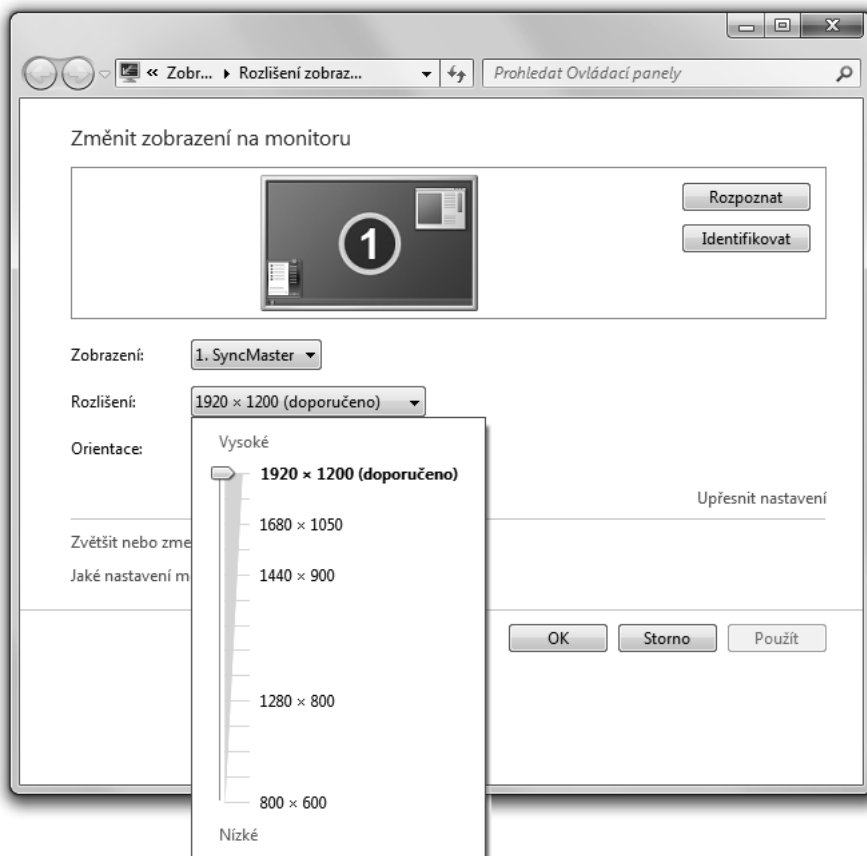 « Zobr... Rozlišení zobraz...
Prohledat Ovládací panely
Změnit zobrazení na monitoru
1
Rozpoznat
Identifikovat
Zobrazení: 1. SyncMaster
Rozlišení: 1920 × 1200 (doporučeno)
Orientace:
Vysoké
1920 × 1200 (doporučeno)
1680 × 1050
1440 × 900
1280 × 800
800 × 600
Nízké
Upřesnit nastavení
Zvětšit nebo zme
Jaké nastavení m
OK Storno Použít